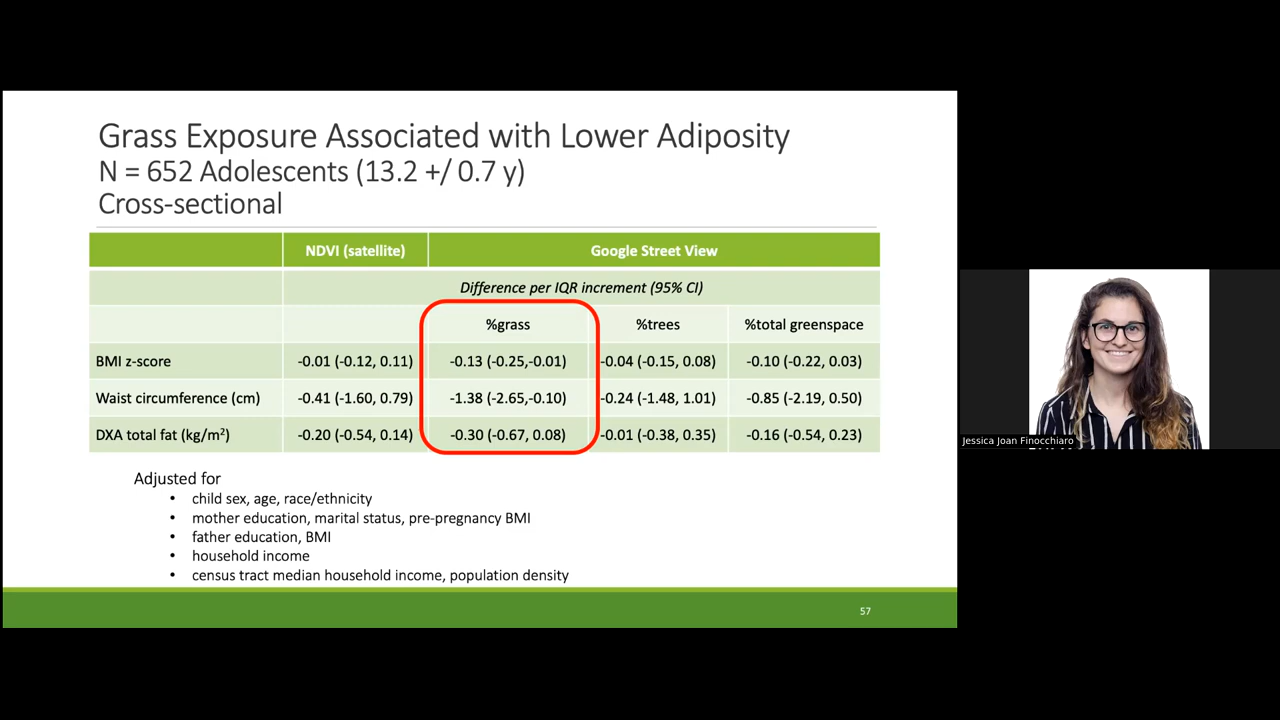 Grass Exposure Associated with Lower Adiposity
N = 652 Adolescents (13.2 +/ 0.7 y)
Cross-sectional
NDVI (satellite) Google Street View
Difference per IQR increment (95% CI)
%grass %trees %total greenspace
BMI z-score -0.01 (-0.12, 0.11) -0.13 (-0.25,-0.01) -0.04 (-0.15, 0.08) -0.10 (-0.22, 0.03)
Waist circumference (cm) -0.41 (-1.60, 0.79) -1.38 (-2.65,-0.10) -0.24 (-1.48, 1.01) -0.85 (-2.19, 0.50)
DXA total fat (kg/m²) -0.20 (-0.54, 0.14) -0.30 (-0.67, 0.08) -0.01 (-0.38, 0.35) -0.16 (-0.54, 0.23)
Adjusted for
• child sex, age, race/ethnicity
• mother education, marital status, pre-pregnancy BMI
• father education, BMI
• household income
• census tract median household income, population density
57
Jessica Joan Finocchiaro